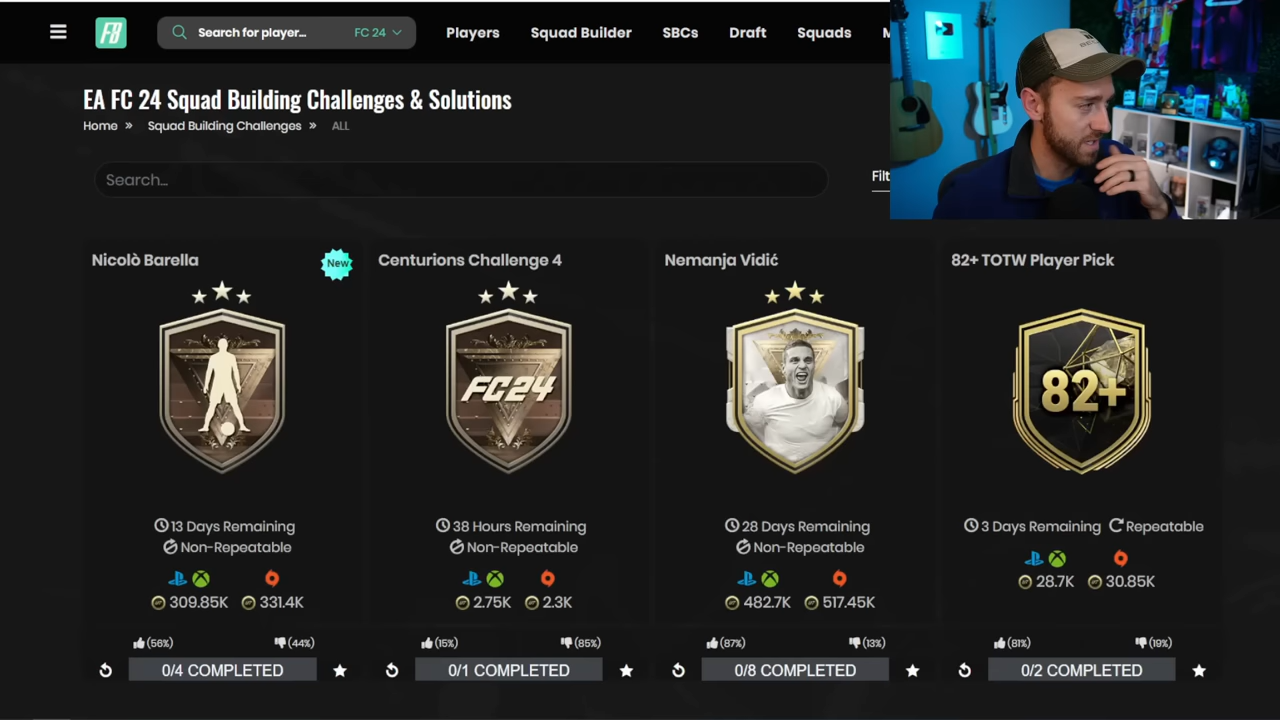 FB
Search for player...
FC 24
Players
Squad Builder
SBCs
Draft
Squads
M
EA FC 24 Squad Building Challenges & Solutions
Home » Squad Building Challenges » ALL
Search...
Filt
Nicolò Barella
New
13 Days Remaining
Non-Repeatable
309.85K
331.4K
(56%)
(44%)
0/4 COMPLETED
Centurions Challenge 4
FC24
38 Hours Remaining
Non-Repeatable
2.75K
2.3K
(15%)
(85%)
0/1 COMPLETED
Nemanja Vidić
28 Days Remaining
Non-Repeatable
482.7K
517.45K
(87%)
(13%)
0/8 COMPLETED
82+ TOTW Player Pick
82+
3 Days Remaining
Repeatable
28.7K
30.85K
(81%)
(19%)
0/2 COMPLETED